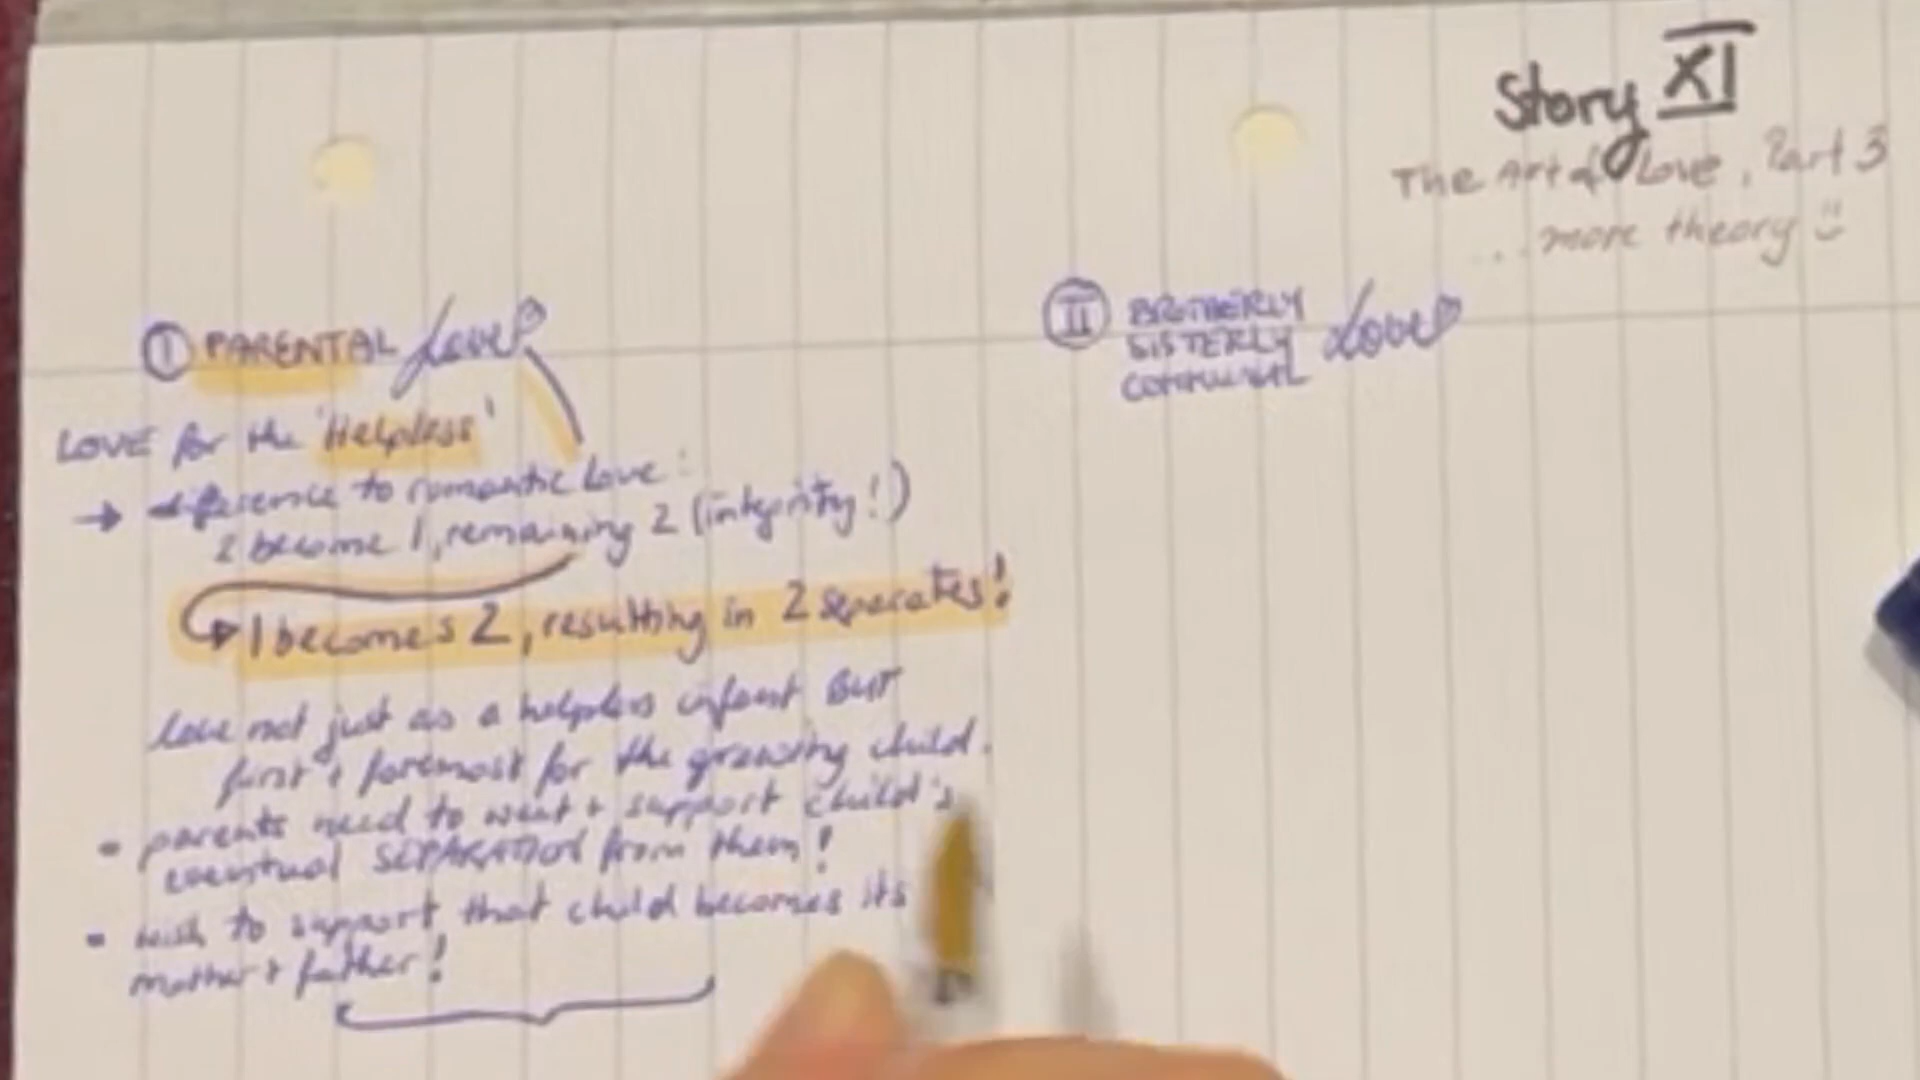 Story XI
The Art of Love, Part 3
...more theory
I PARENTAL Love
LOVE for the 'Helpless'
→ difference to romantic Love:
2 become 1, remaining 2 (integrity!)
1 becomes 2, resulting in 2 separates!
love not just as a helpless infant BUT
first + foremost for the growing child.
• parents need to want + support child's
eventual SEPARATION from them!
• wish to support that child becomes its
mother + father!
II BROTHERLY
SISTERLY Love
COMMUNAL